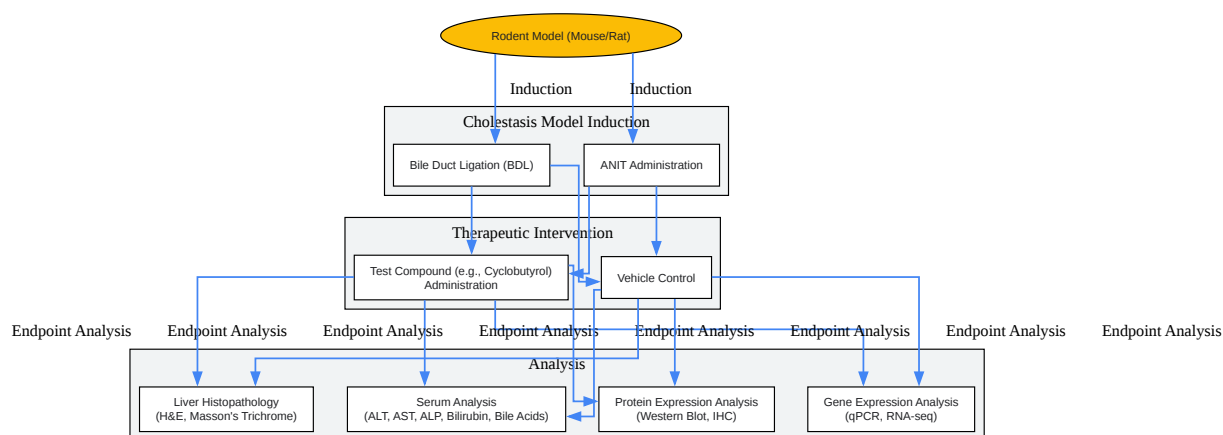 Rodent Model (Mouse/Rat)
Induction
Induction
Cholestasis Model Induction
Bile Duct Ligation (BDL)
ANIT Administration
Therapeutic Intervention
Test Compound (e.g., Cyclobutyrol)
Administration
Vehicle Control
Endpoint Analysis
Endpoint Analysis
Endpoint Analysis
Endpoint Analysis
Endpoint Analysis
Endpoint Analysis
Endpoint Analysis
Endpoint Analysis
Analysis
Liver Histopathology
(H&E, Masson's Trichrome)
Serum Analysis
(ALT, AST, ALP, Bilirubin, Bile Acids)
Protein Expression Analysis
(Western Blot, IHC)
Gene Expression Analysis
(qPCR, RNA-seq)